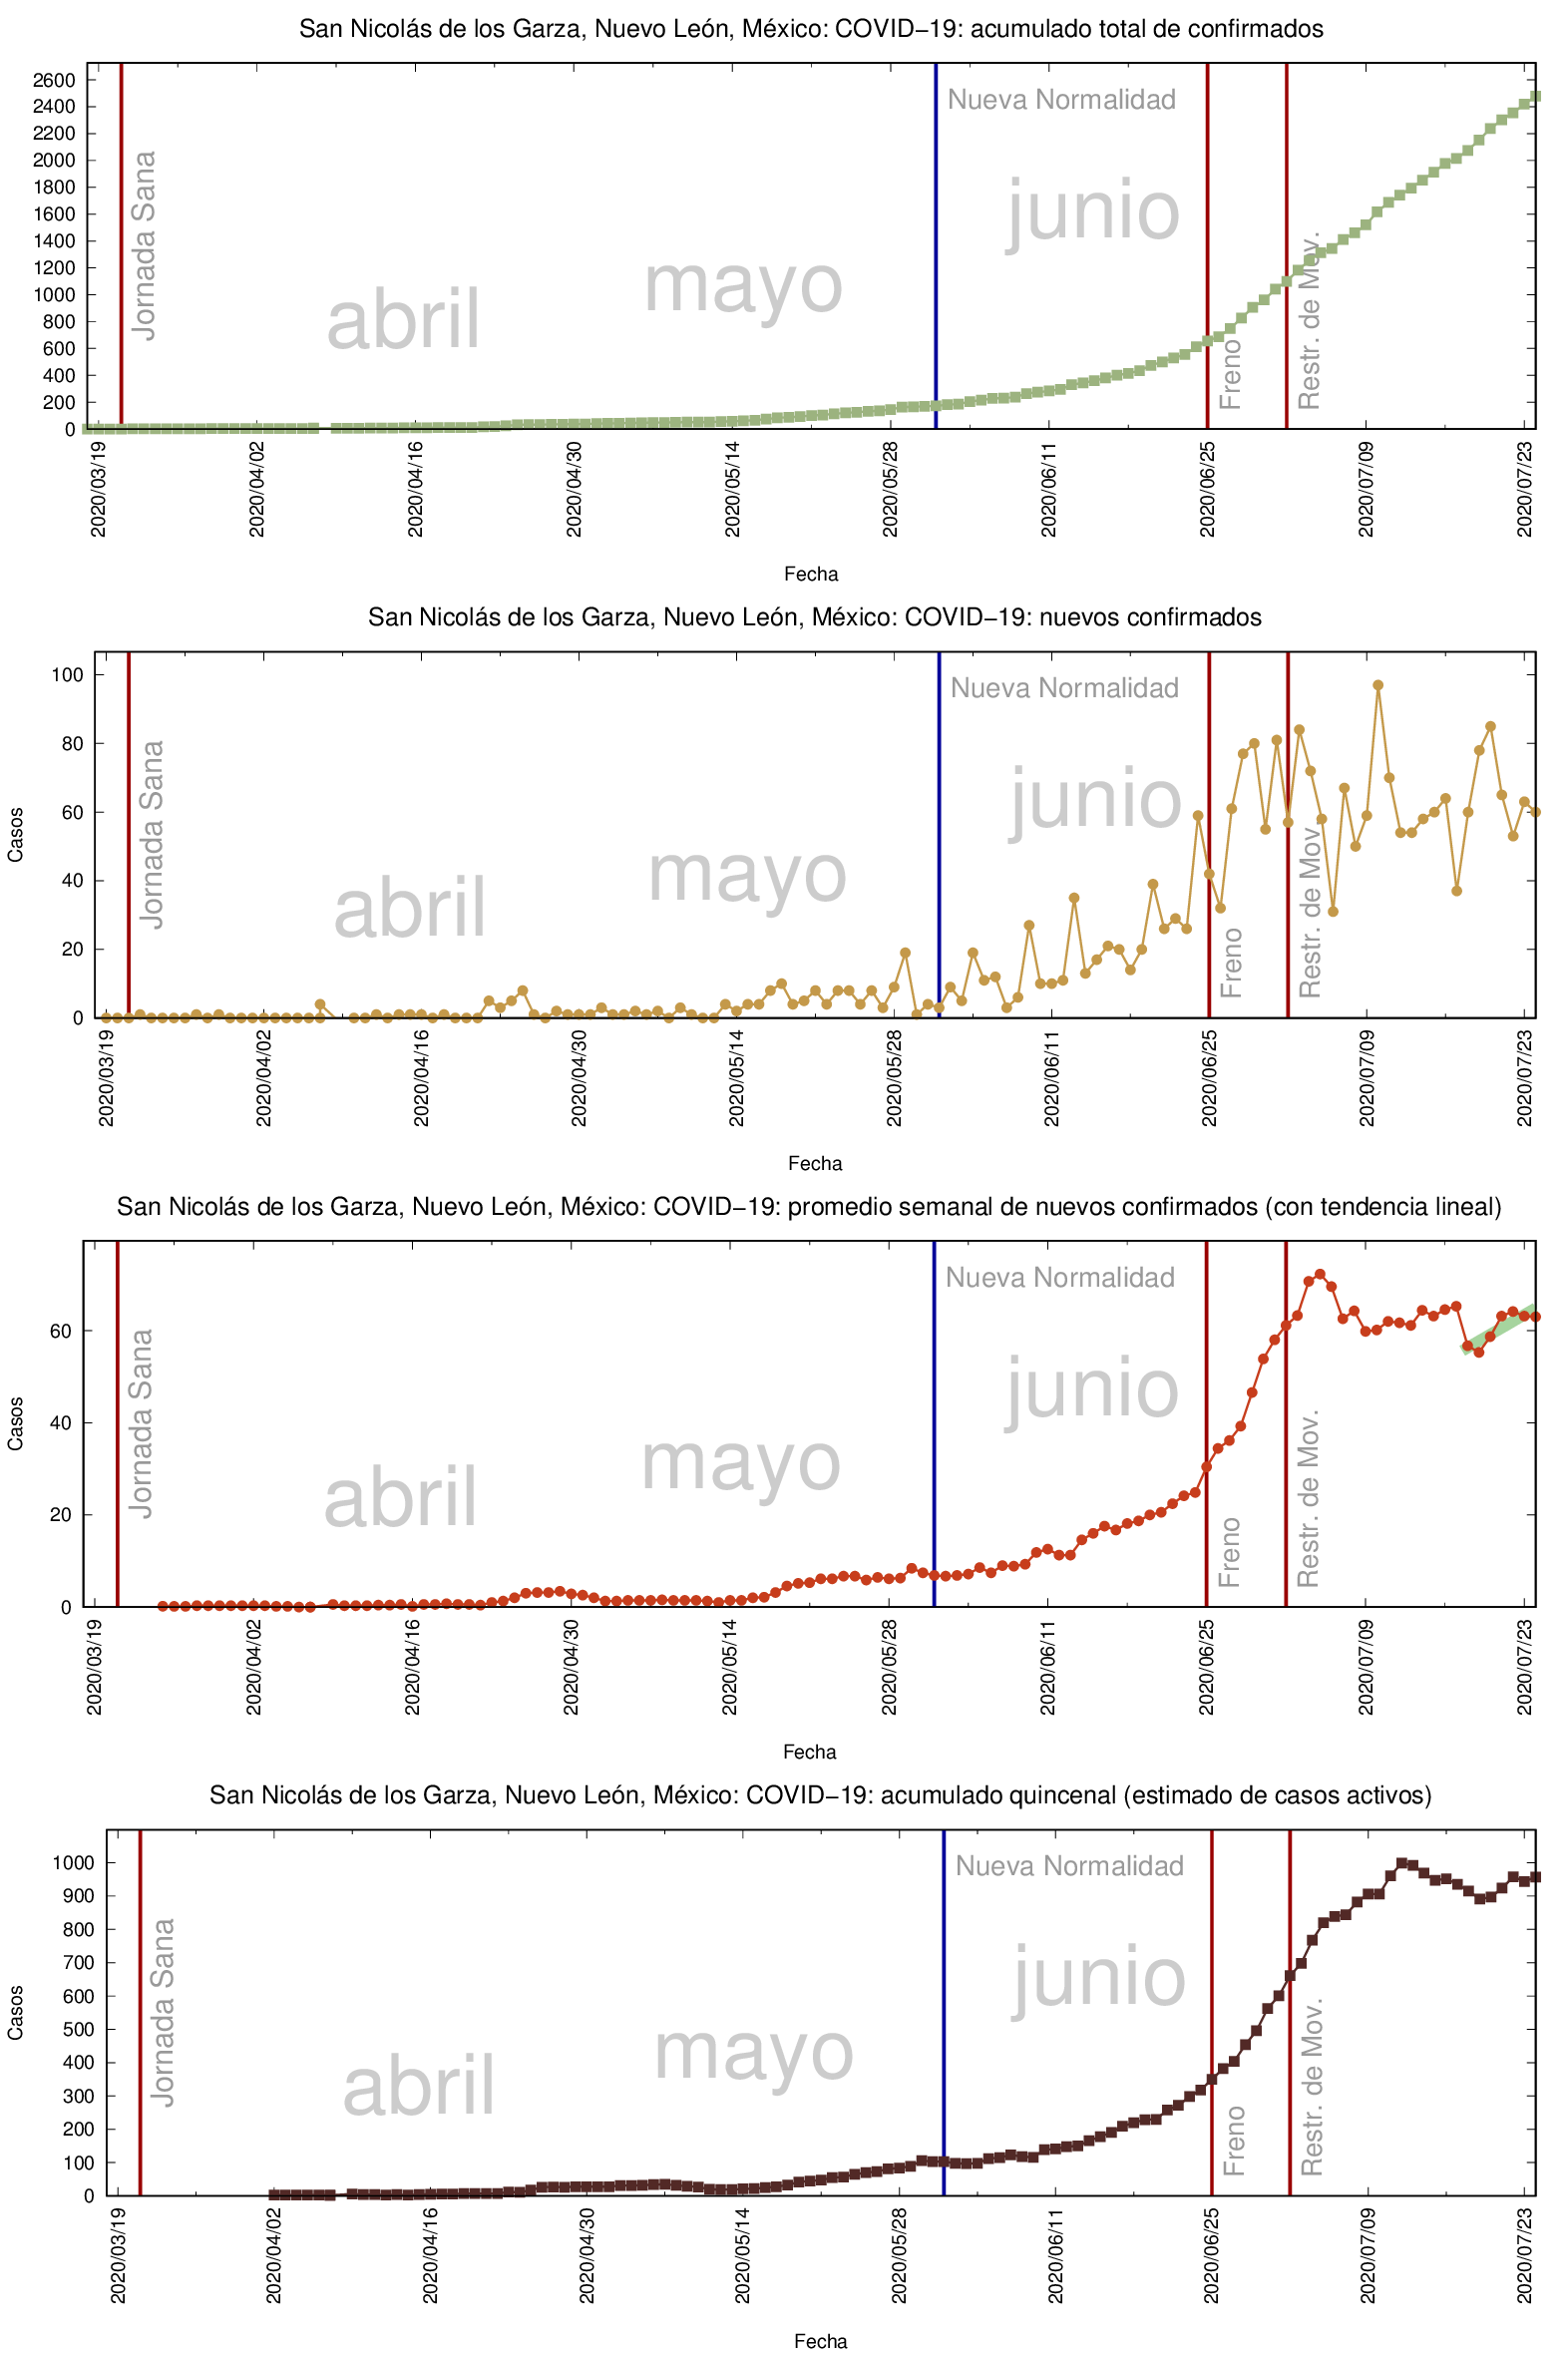 San Nicolás de los Garza, Nuevo León, México: COVID−19: acumulado total de confirmados
2600
2400
2200
2000
1800
1600
1400
1200
1000
800
600
400
200
0
Jornada Sana
abril
mayo
Nueva Normalidad
junio
Freno
Restr. de Mov.
2020/03/19
2020/04/02
2020/04/16
2020/04/30
2020/05/14
2020/05/28
2020/06/11
2020/06/25
2020/07/09
2020/07/23
Fecha
San Nicolás de los Garza, Nuevo León, México: COVID−19: nuevos confirmados
Casos
100
80
60
40
20
0
Jornada Sana
abril
mayo
Nueva Normalidad
junio
Freno
Restr. de Mov.
2020/03/19
2020/04/02
2020/04/16
2020/04/30
2020/05/14
2020/05/28
2020/06/11
2020/06/25
2020/07/09
2020/07/23
Fecha
San Nicolás de los Garza, Nuevo León, México: COVID−19: promedio semanal de nuevos confirmados (con tendencia lineal)
Casos
60
40
20
0
Jornada Sana
abril
mayo
Nueva Normalidad
junio
Freno
Restr. de Mov.
2020/03/19
2020/04/02
2020/04/16
2020/04/30
2020/05/14
2020/05/28
2020/06/11
2020/06/25
2020/07/09
2020/07/23
Fecha
San Nicolás de los Garza, Nuevo León, México: COVID−19: acumulado quincenal (estimado de casos activos)
Casos
1000
900
800
700
600
500
400
300
200
100
0
Jornada Sana
abril
mayo
Nueva Normalidad
junio
Freno
Restr. de Mov.
2020/03/19
2020/04/02
2020/04/16
2020/04/30
2020/05/14
2020/05/28
2020/06/11
2020/06/25
2020/07/09
2020/07/23
Fecha